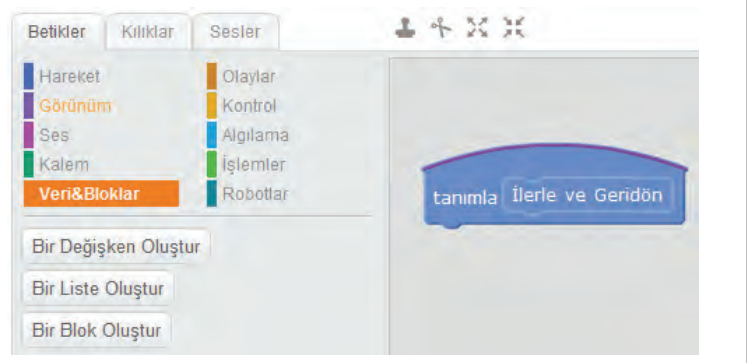 Betikler Kılıklar Sesler
Hareket Olaylar
Görünüm Kontrol
Ses Algılama
Kalem İşlemler
Veri&Bloklar Robotlar
tanımla İlerle ve Geridön
Bir Değişken Oluştur
Bir Liste Oluştur
Bir Blok Oluştur